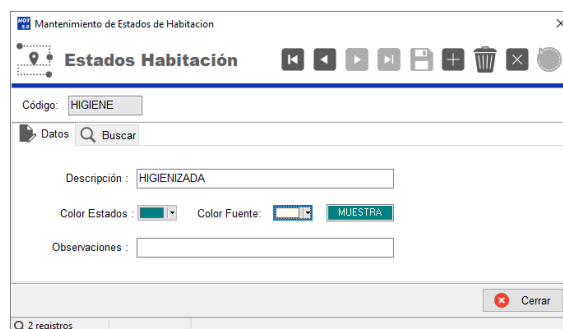 HOT
Mantenimiento de Estados de Habitacion
Estados Habitación
Código: HIGIENE
Datos Buscar
Descripción : HIGIENIZADA
Color Estados : Color Fuente: MUESTRA
Observaciones :
Cerrar
2 registros